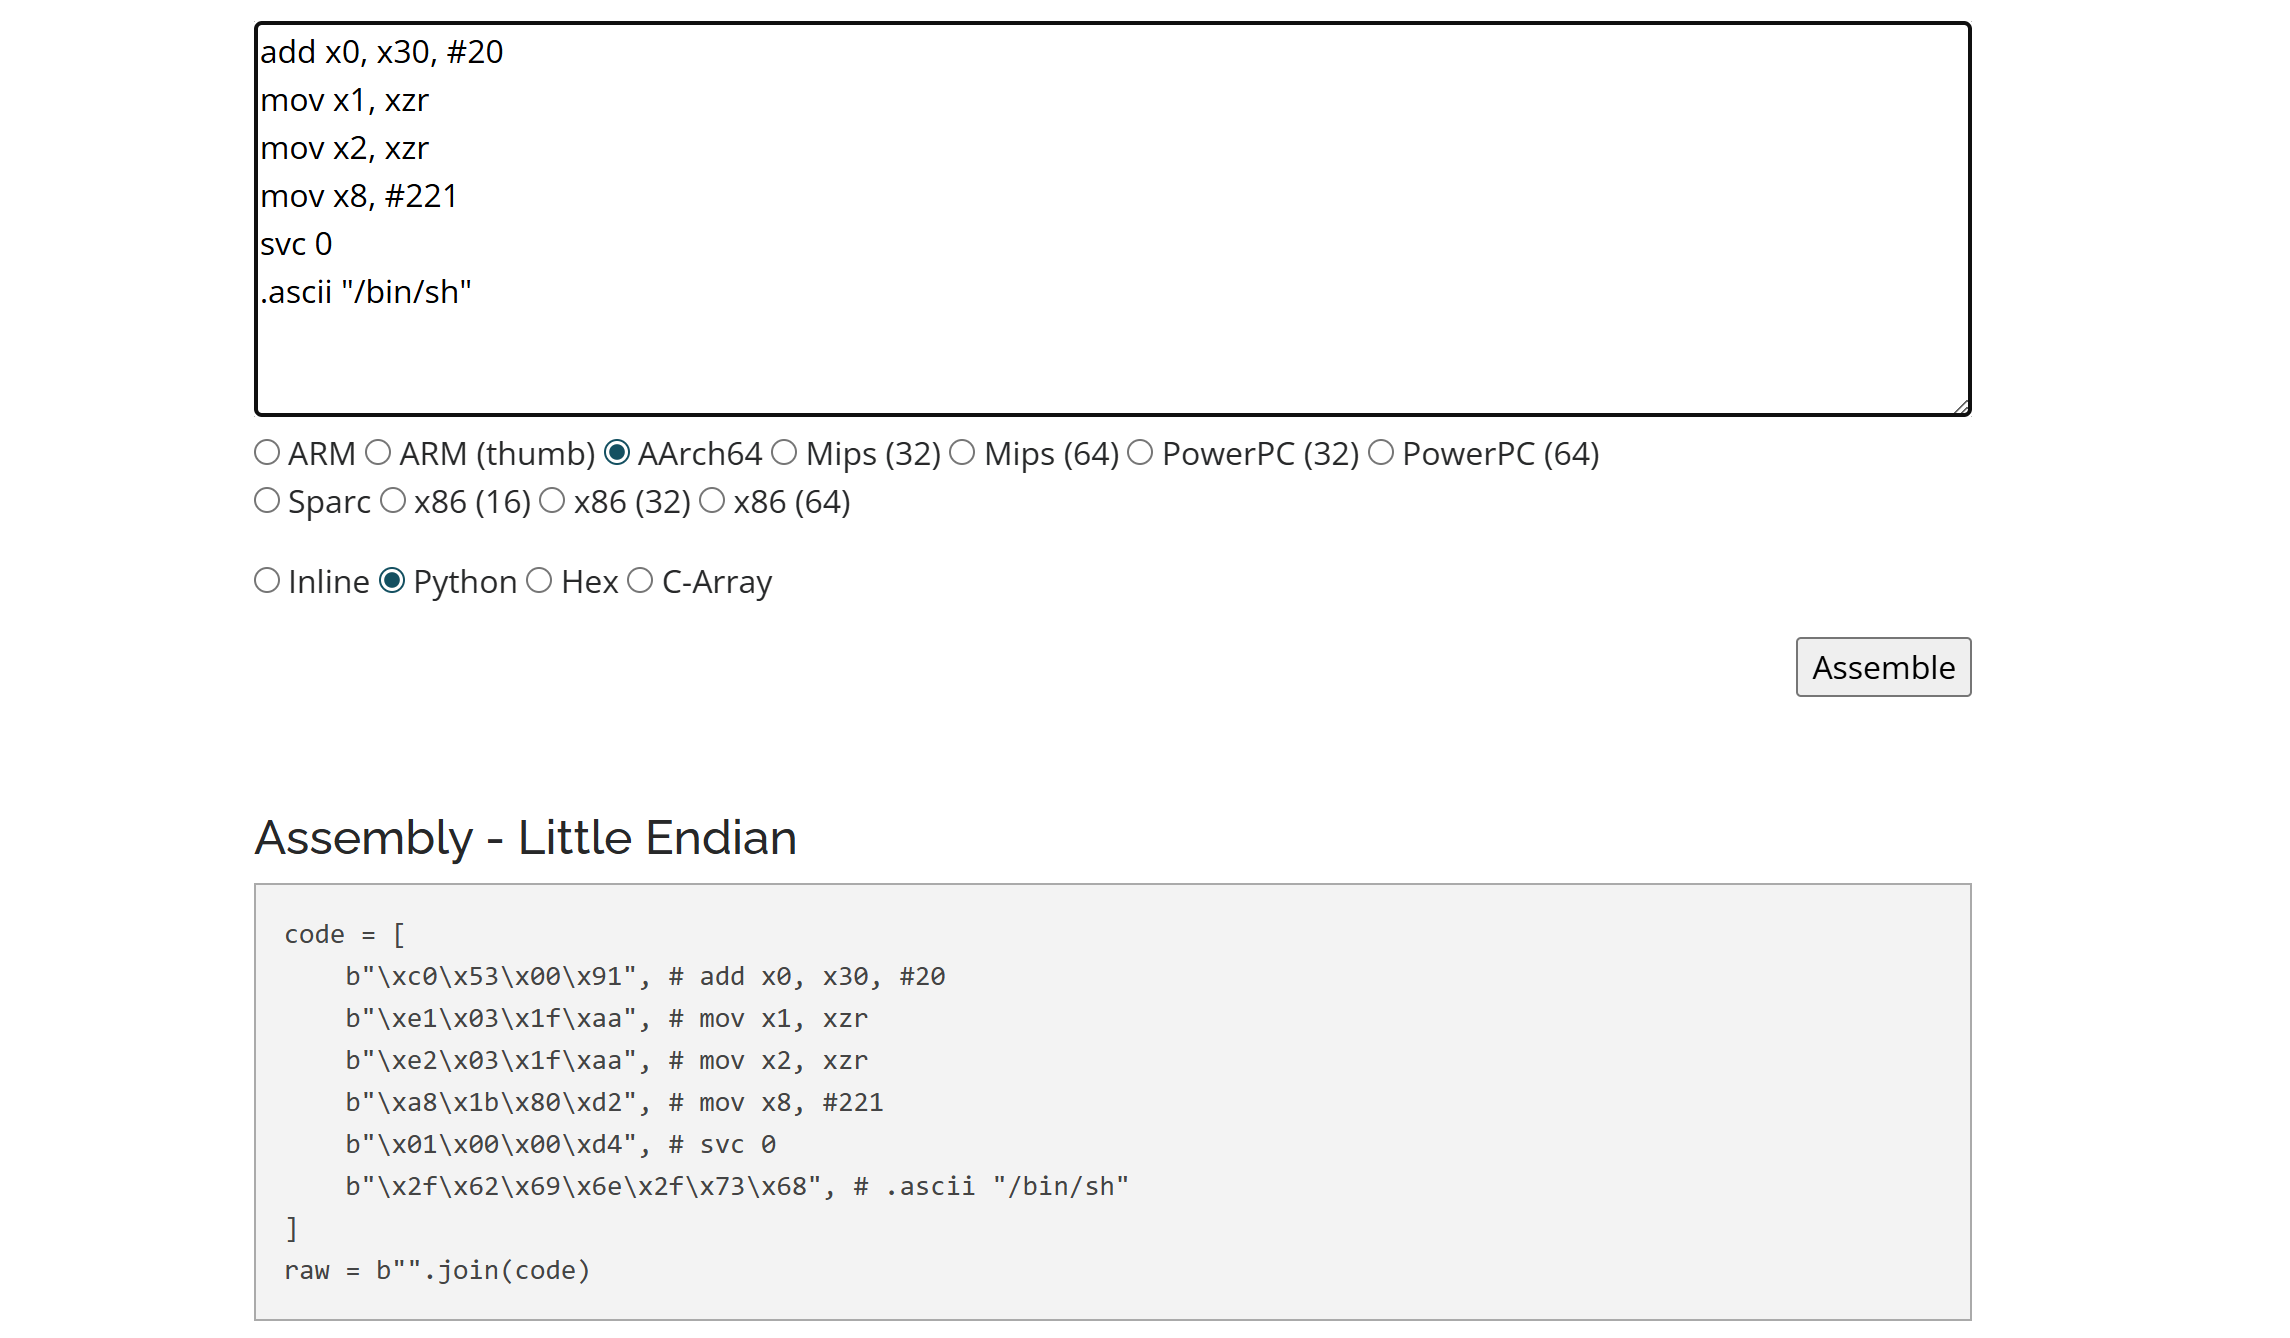 add x0, x30, #20
mov x1, xzr
mov x2, xzr
mov x8, #221
svc 0
.ascii "/bin/sh"
ARM ARM (thumb) AArch64 Mips (32) Mips (64) PowerPC (32) PowerPC (64)
Sparc x86 (16) x86 (32) x86 (64)
Inline Python Hex C-Array
Assemble
Assembly - Little Endian
code = [
    b"\xc0\x53\x00\x91", # add x0, x30, #20
    b"\xe1\x03\x1f\xaa", # mov x1, xzr
    b"\xe2\x03\x1f\xaa", # mov x2, xzr
    b"\xa8\x1b\x80\xd2", # mov x8, #221
    b"\x01\x00\x00\xd4", # svc 0
    b"\x2f\x62\x69\x6e\x2f\x73\x68", # .ascii "/bin/sh"
]
raw = b"".join(code)